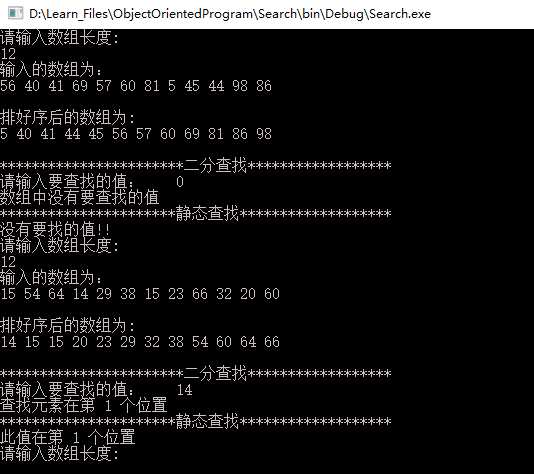 D:\Learn_Files\ObjectOrientedProgram\Search\bin\Debug\Search.exe
请输入数组长度:
12
输入的数组为:
56 40 41 69 57 60 81 5 45 44 98 86
排好序后的数组为:
5 40 41 44 45 56 57 60 69 81 86 98
***********************二分查找******************
请输入要查找的值:    0
数组中没有要查找的值
**********************静态查找*******************
没有要找的值!!
请输入数组长度:
12
输入的数组为:
15 54 64 14 29 38 15 23 66 32 20 60
排好序后的数组为:
14 15 15 20 23 29 32 38 54 60 64 66
***********************二分查找******************
请输入要查找的值:    14
查找元素在第 1 个位置
**********************静态查找*******************
此值在第 1 个位置
请输入数组长度: